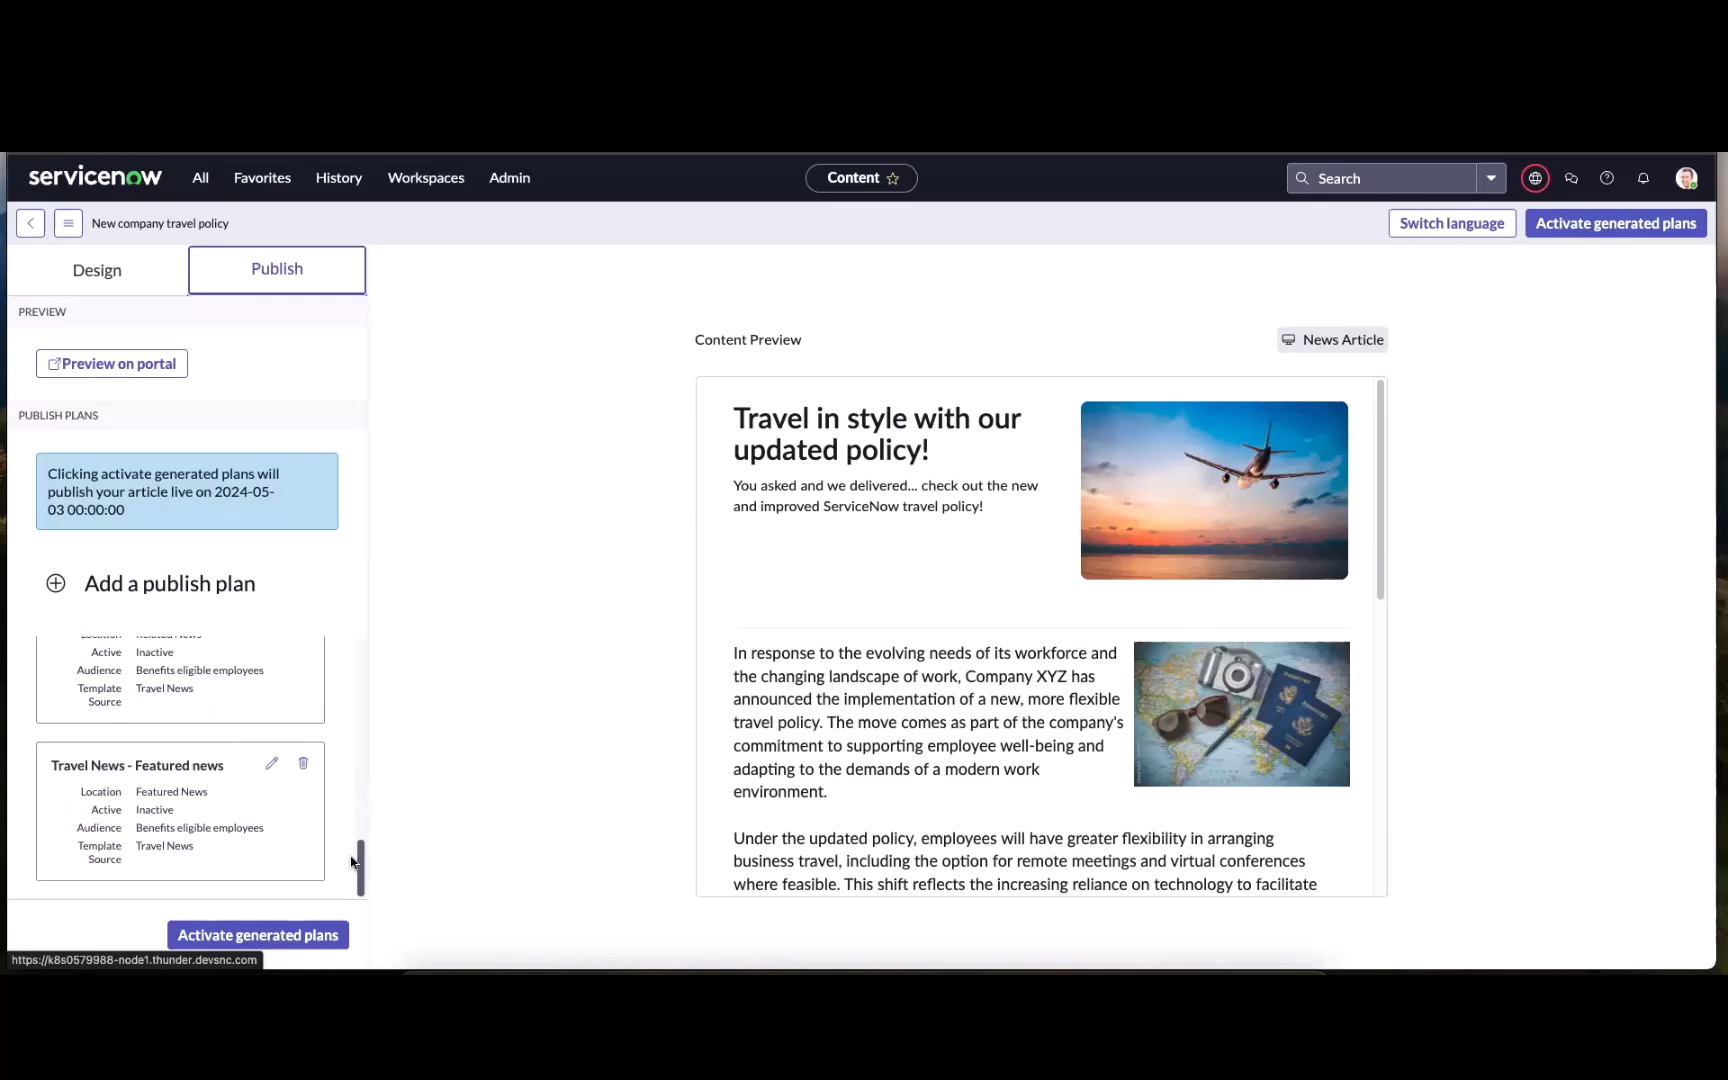 servicenow All Favorites History Workspaces Admin Content Search
New company travel policy Switch language Activate generated plans
Design Publish
PREVIEW
Preview on portal
PUBLISH PLANS
Clicking activate generated plans will
publish your article live on 2024-05-
03 00:00:00
Add a publish plan
Location Related News
Active Inactive
Audience Benefits eligible employees
Template Travel News
Source
Travel News - Featured news
Location Featured News
Active Inactive
Audience Benefits eligible employees
Template Travel News
Source
Activate generated plans
https://k8s0579988-node1.thunder.devsnc.com
Content Preview News Article
Travel in style with our
updated policy!
You asked and we delivered... check out the new
and improved ServiceNow travel policy!
In response to the evolving needs of its workforce and
the changing landscape of work, Company XYZ has
announced the implementation of a new, more flexible
travel policy. The move comes as part of the company's
commitment to supporting employee well-being and
adapting to the demands of a modern work
environment.
PASSPORT
PASSPORT
Under the updated policy, employees will have greater flexibility in arranging
business travel, including the option for remote meetings and virtual conferences
where feasible. This shift reflects the increasing reliance on technology to facilitate